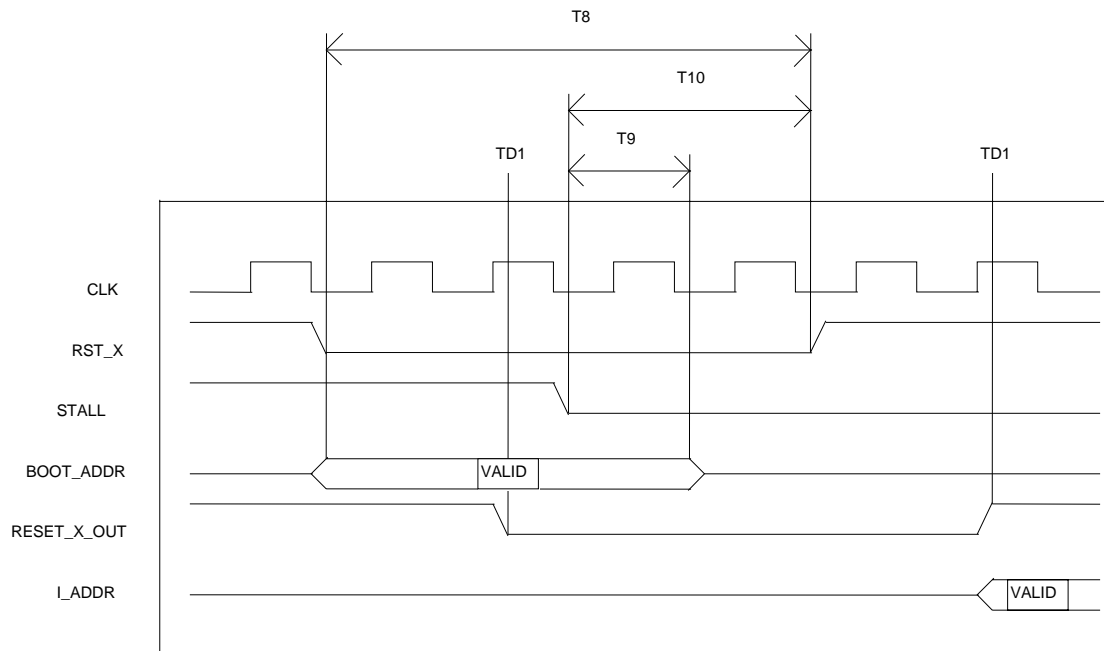 T8
T10
T9
TD1
TD1
CLK
RST_X
STALL
BOOT_ADDR
VALID
RESET_X_OUT
I_ADDR
VALID